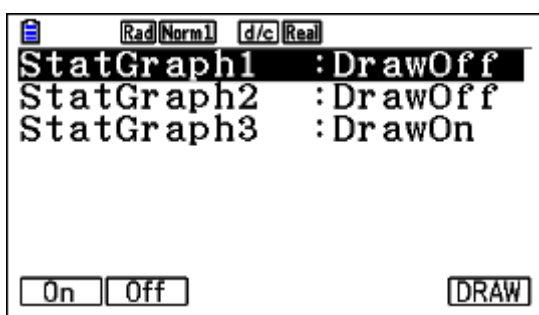 Rad Norm1 d/c Real
StatGraph1 :DrawOff
StatGraph2 :DrawOff
StatGraph3 :DrawOn
On Off DRAW